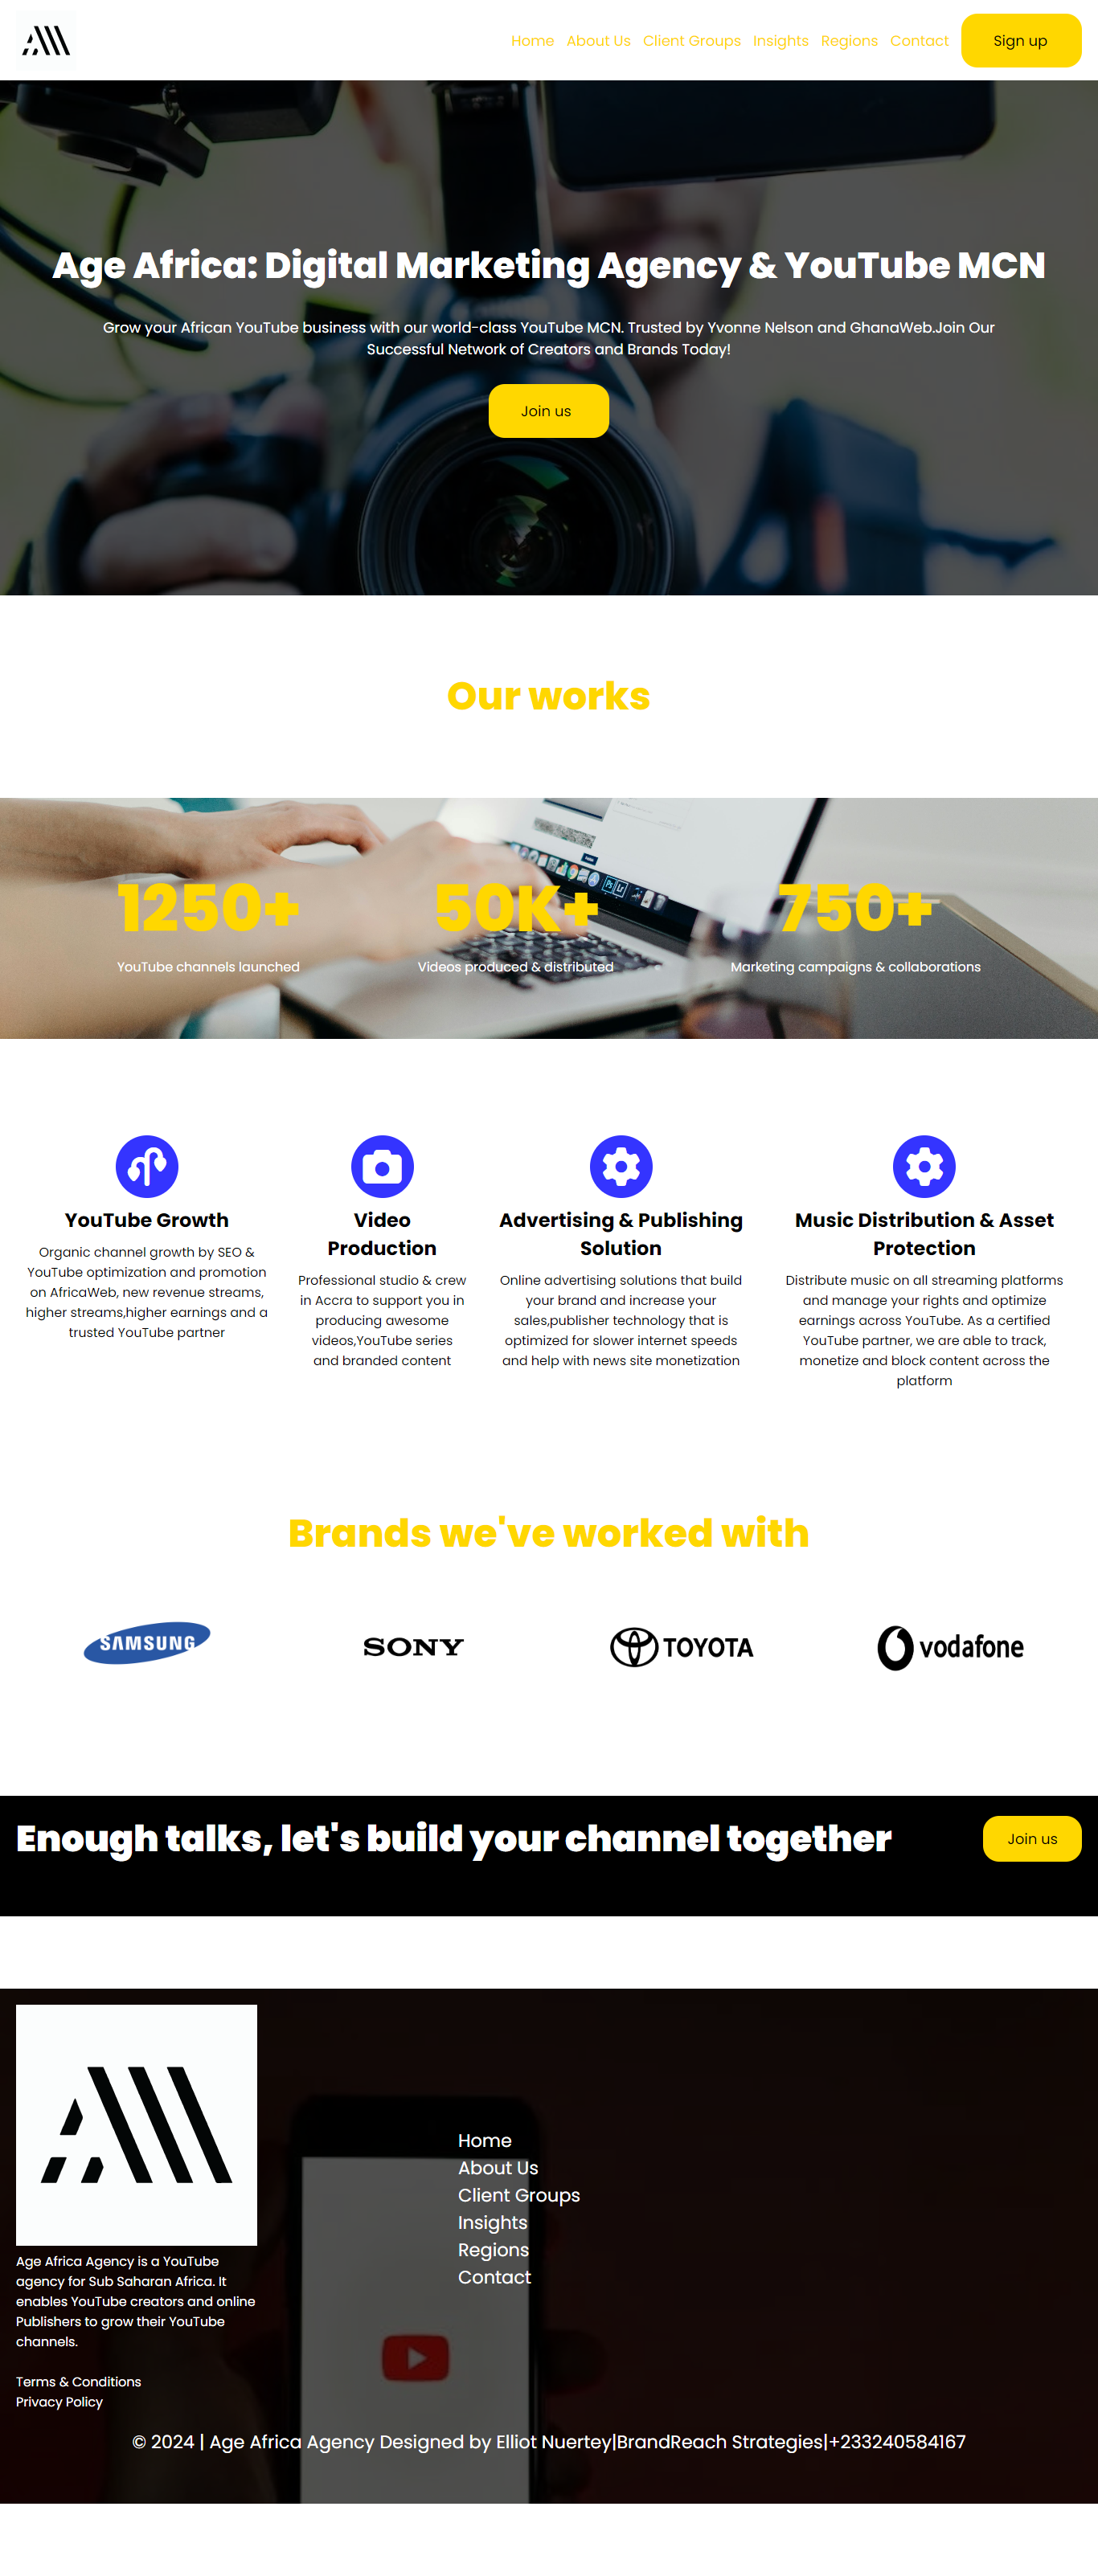 Home About Us Client Groups Insights Regions Contact Sign up
Age Africa: Digital Marketing Agency & YouTube MCN
Grow your African YouTube business with our world-class YouTube MCN. Trusted by Yvonne Nelson and GhanaWeb.Join Our
Successful Network of Creators and Brands Today!
Join us
Our works
1250+
YouTube channels launched
50K+
Videos produced & distributed
750+
Marketing campaigns & collaborations
YouTube Growth
Organic channel growth by SEO &
YouTube optimization and promotion
on AfricaWeb, new revenue streams,
higher streams,higher earnings and a
trusted YouTube partner
Video
Production
Professional studio & crew
in Accra to support you in
producing awesome
videos,YouTube series
and branded content
Advertising & Publishing
Solution
Online advertising solutions that build
your brand and increase your
sales,publisher technology that is
optimized for slower internet speeds
and help with news site monetization
Music Distribution & Asset
Protection
Distribute music on all streaming platforms
and manage your rights and optimize
earnings across YouTube. As a certified
YouTube partner, we are able to track,
monetize and block content across the
platform
Brands we've worked with
SAMSUNG
SONY
TOYOTA
vodafone
Enough talks, let's build your channel together
Join us
Age Africa Agency is a YouTube
agency for Sub Saharan Africa. It
enables YouTube creators and online
Publishers to grow their YouTube
channels.
Terms & Conditions
Privacy Policy
Home
About Us
Client Groups
Insights
Regions
Contact
© 2024 | Age Africa Agency Designed by Elliot Nuertey|BrandReach Strategies|+233240584167